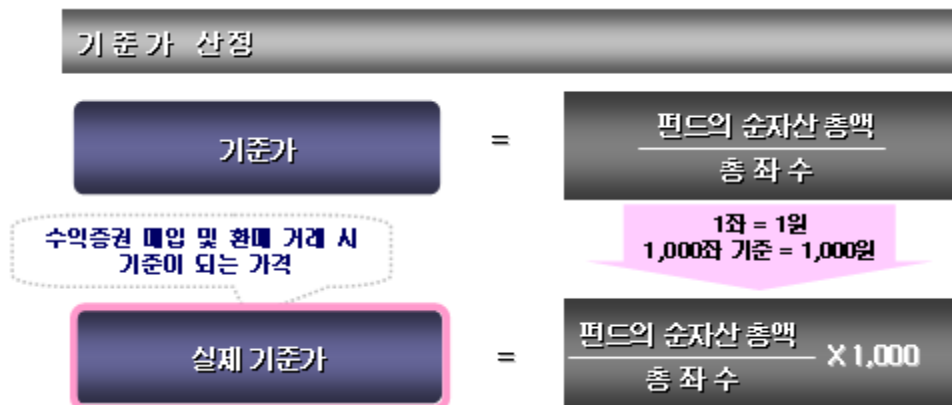 기준가 산정
기준가
=
펀드의 순자산 총액
총 좌 수
수익증권 매입 및 환매 거래 시
기준이 되는 가격
1좌 = 1원
1,000좌 기준 = 1,000원
실제 기준가
=
펀드의 순자산 총액
총 좌 수
X 1,000